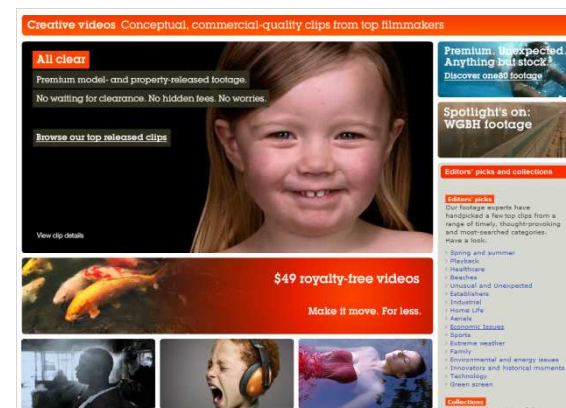 Creative videos Conceptual, commercial-quality clips from top filmmakers
All clear
Premium model- and property-released footage.
No waiting for clearance. No hidden fees. No worries.
Browse our top released clips
View clip details
Premium. Unexpected.
Anything but stock.
Discover one80 footage
Spotlight's on:
WGBH footage
$49 royalty-free videos
Make it move. For less.
Editors' picks and collections
Editors' picks
Our footage experts have
handpicked a few top clips from a
range of timely, thought-provoking
and most-searched categories.
Have a look.
Spring and summer
Playback
Healthcare
Beaches
Unusual and Unexpected
Establishers
Industrial
Home Life
Aerials
Economic Issues
Sports
Extreme weather
Family
Environmental and energy issues
Innovators and historical moments
Technology
Green screen
Collections